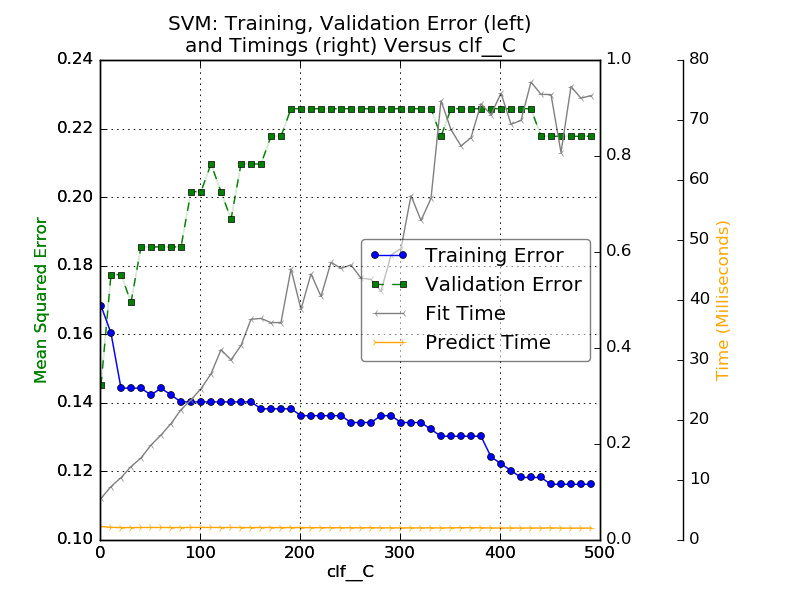 SVM: Training, Validation Error (left)
and Timings (right) Versus clf__C
0.24
0.22
0.20
0.18
0.16
0.14
0.12
0.10
Mean Squared Error
1.0
0.8
0.6
0.4
0.2
0.0
80
70
60
50
40
30
20
10
0
Time (Milliseconds)
Training Error
Validation Error
Fit Time
Predict Time
0 100 200 300 400 500
clf__C